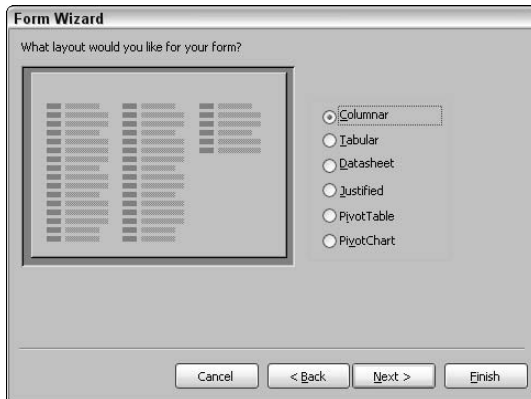 Form Wizard
What layout would you like for your form?
Columnar
Tabular
Datasheet
Justified
PivotTable
PivotChart
Cancel
< Back
Next >
Finish